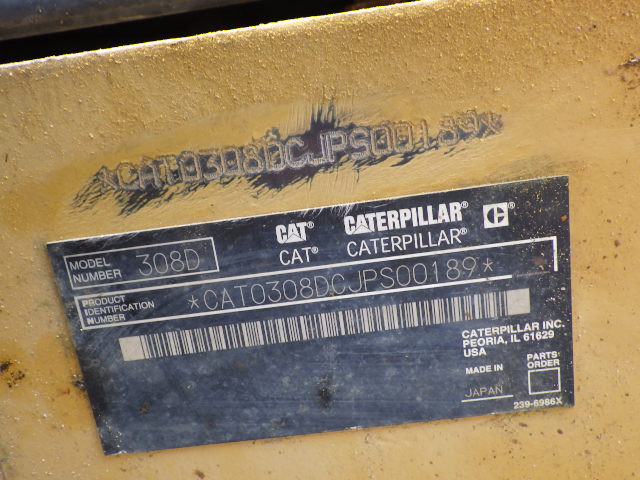 *CAT0308DCJPS00189*
CAT® CATERPILLAR® C®
CAT® CATERPILLAR®
MODEL NUMBER 308D
PRODUCT IDENTIFICATION NUMBER *CAT0308DCJPS00189*
CATERPILLAR INC.
PEORIA, IL 61629
USA
MADE IN JAPAN
PARTS ORDER
239-6986X